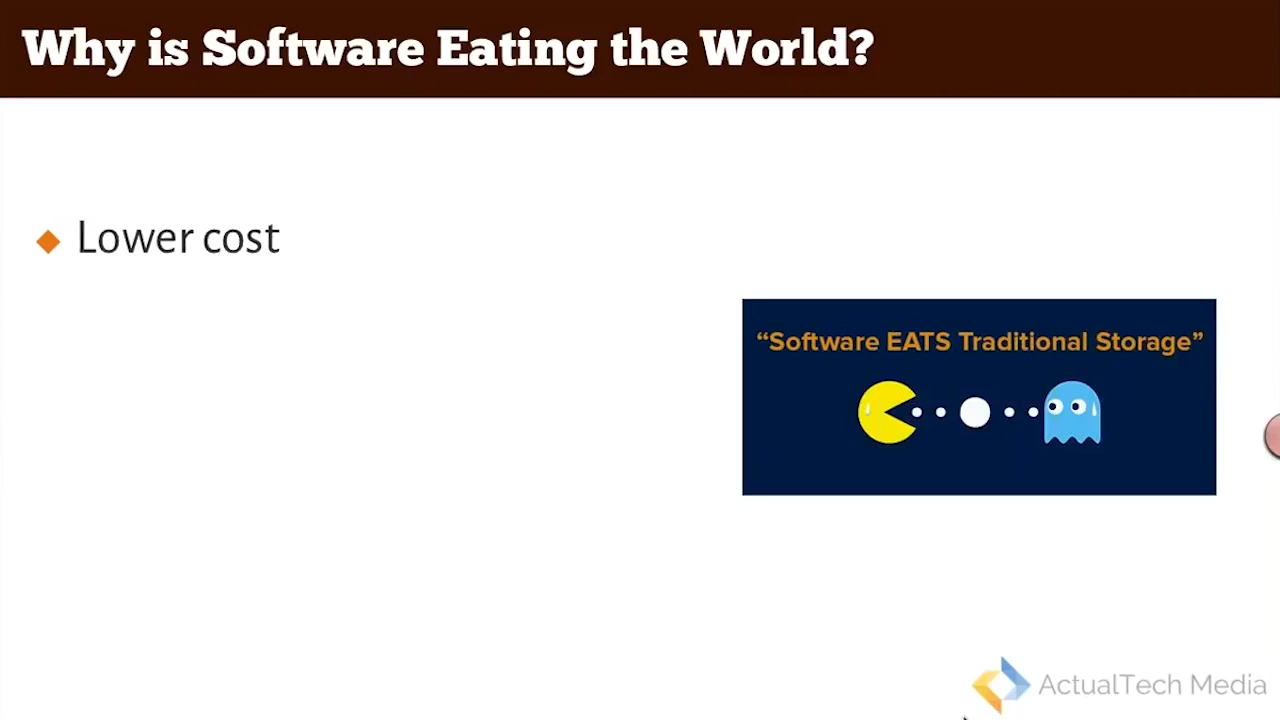 Why is Software Eating the World?
Lower cost
“Software EATS Traditional Storage”
ActualTech Media